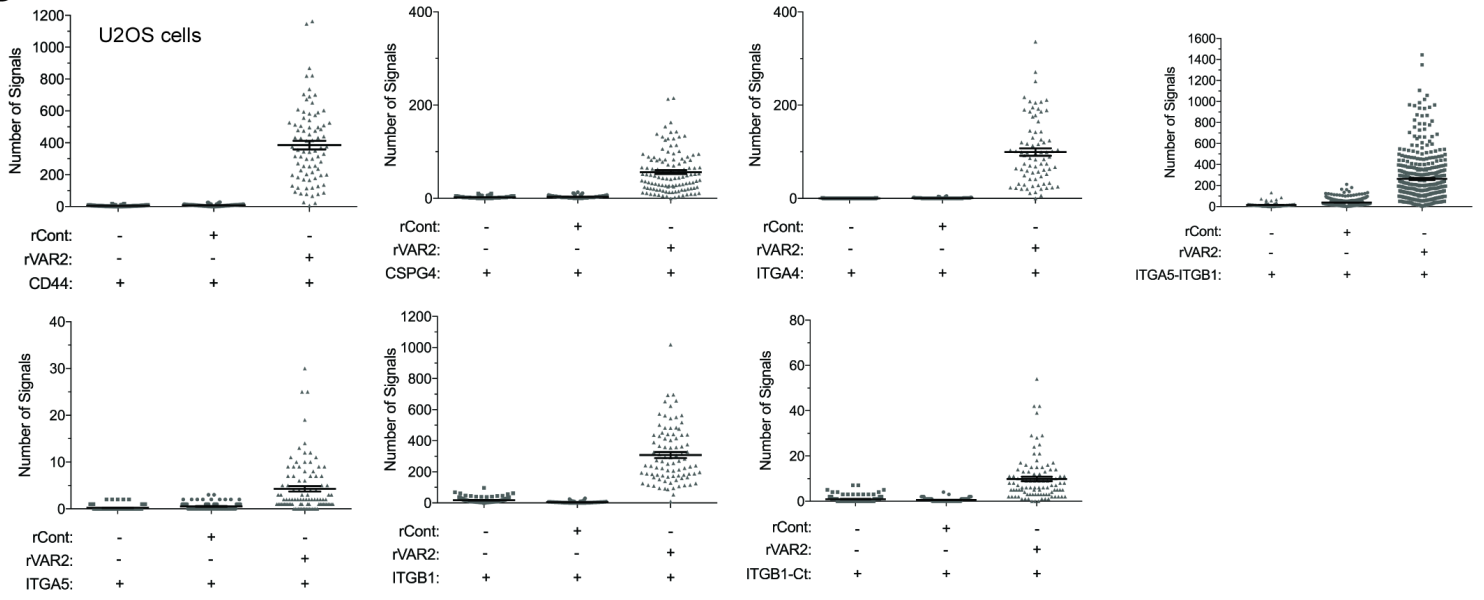 U2OS cells
Number of Signals
1200
1000
800
600
400
200
0
rCont: - + -
rVAR2: - - +
CD44: + + +
Number of Signals
400
200
0
rCont: - + -
rVAR2: - - +
CSPG4: + + +
Number of Signals
400
200
0
rCont: - + -
rVAR2: - - +
ITGA4: + + +
Number of Signals
1600
1400
1200
1000
800
600
400
200
0
rCont: - + -
rVAR2: - - +
ITGA5-ITGB1: + + +
Number of Signals
40
30
20
10
0
rCont: - + -
rVAR2: - - +
ITGA5: + + +
Number of Signals
1200
1000
800
600
400
200
0
rCont: - + -
rVAR2: - - +
ITGB1: + + +
Number of Signals
80
60
40
20
0
rCont: - + -
rVAR2: - - +
ITGB1-Ct: + + +